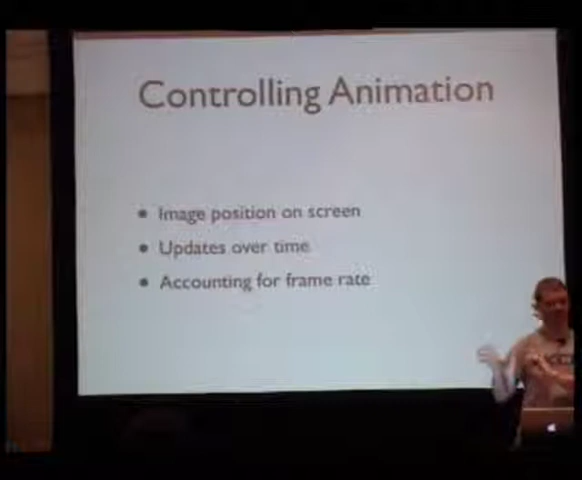 Controlling Animation
Image position on screen
Updates over time
Accounting for frame rate